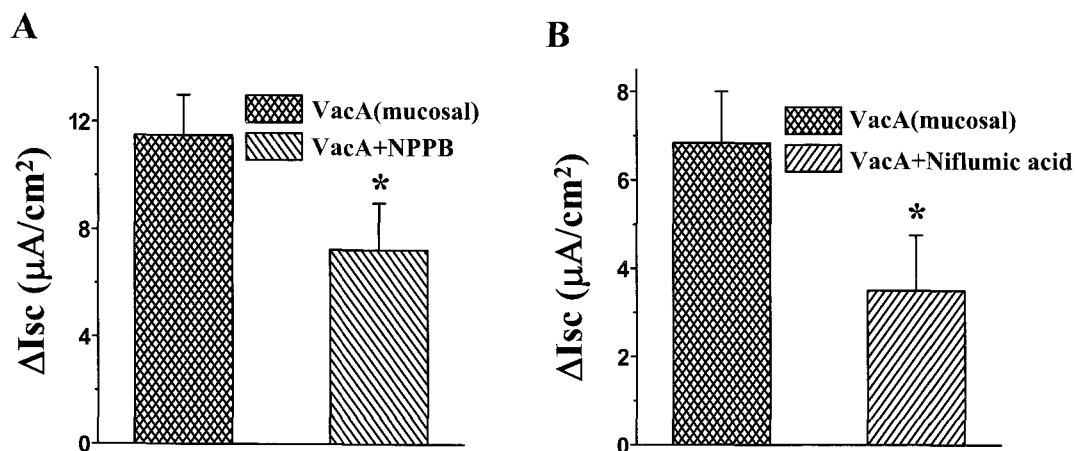 A
ΔIsc (μA/cm²)
12
8
4
0
VacA(mucosal)
VacA+NPPB
*
B
ΔIsc (μA/cm²)
8
6
4
2
0
VacA(mucosal)
VacA+Niflumic acid
*